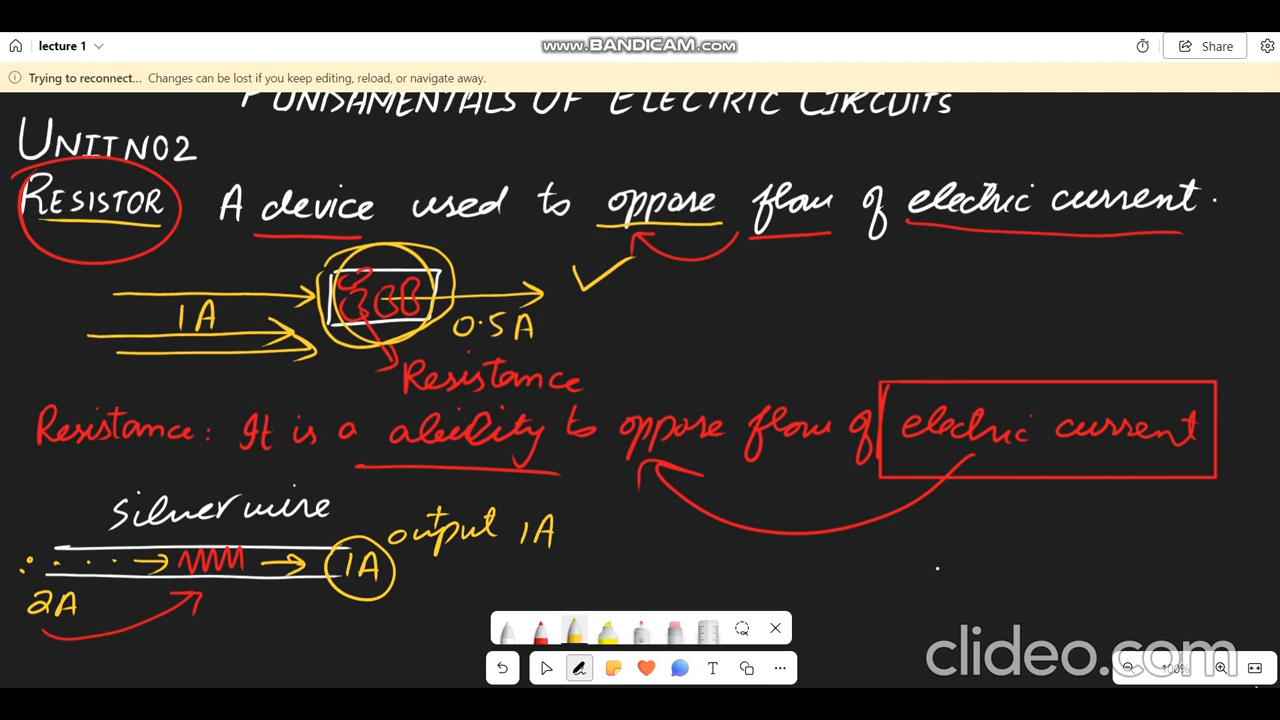 lecture 1
www.BANDICAM.com
Share
Trying to reconnect... Changes can be lost if you keep editing, reload, or navigate away.
FUNDAMENTALS OF ELECTRIC CIRCUITS
UNIT NO 2
RESISTOR A device used to oppose flow of electric current.
1A
0.5A
Resistance
Resistance: It is a ability to oppose flow of electric current
silver wire
output 1A
1A
2A
T
clideo.com
100%